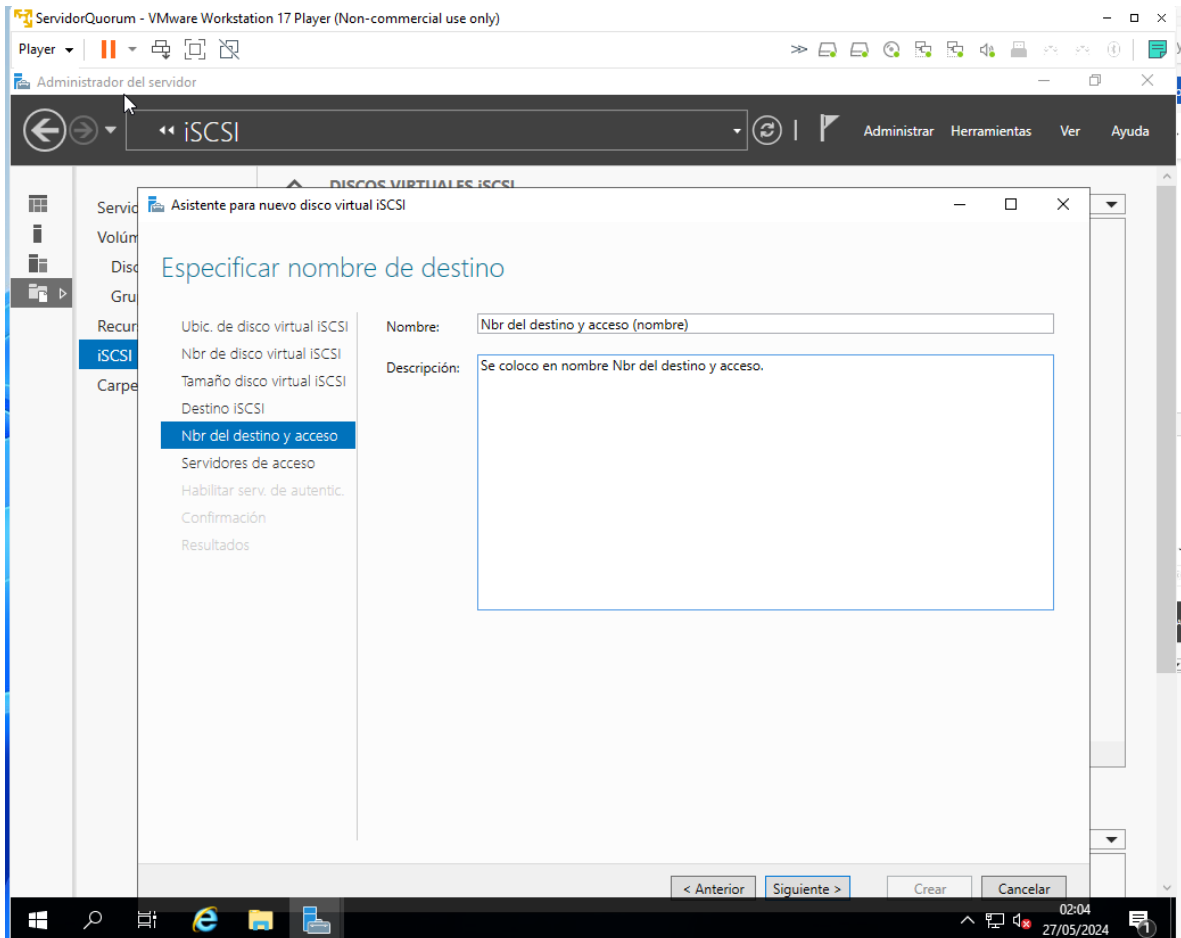 ServidorQuorum - VMware Workstation 17 Player (Non-commercial use only)
Player
Administrador del servidor
iSCSI
Administrar Herramientas Ver Ayuda
DISCOS VIRTUALES iSCSI
Asistente para nuevo disco virtual iSCSI
Especificar nombre de destino
iSCSI
Ubic. de disco virtual iSCSI
Nbr de disco virtual iSCSI
Tamaño disco virtual iSCSI
Destino iSCSI
Nbr del destino y acceso
Servidores de acceso
Habilitar serv. de autentic.
Confirmación
Resultados
Nombre: Nbr del destino y acceso (nombre)
Descripción: Se coloco en nombre Nbr del destino y acceso.
< Anterior Siguiente > Crear Cancelar
02:04
27/05/2024
1